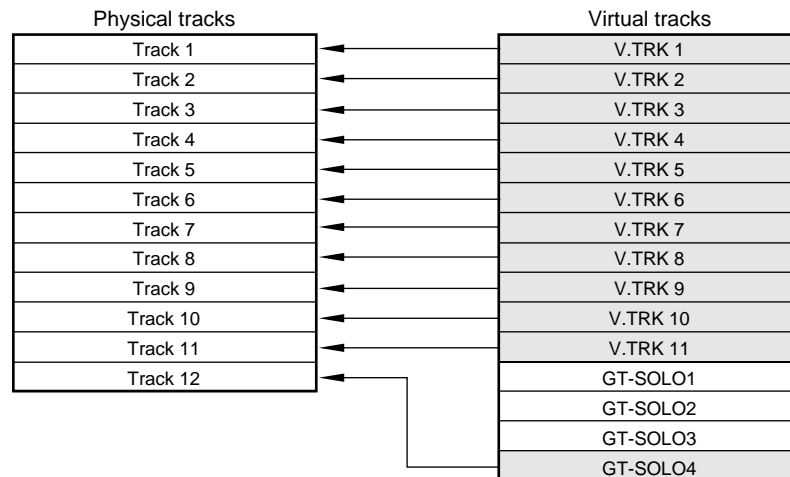 Physical tracks Virtual tracks
Track 1 V.TRK 1
Track 2 V.TRK 2
Track 3 V.TRK 3
Track 4 V.TRK 4
Track 5 V.TRK 5
Track 6 V.TRK 6
Track 7 V.TRK 7
Track 8 V.TRK 8
Track 9 V.TRK 9
Track 10 V.TRK 10
Track 11 V.TRK 11
Track 12 GT-SOLO1
GT-SOLO2
GT-SOLO3
GT-SOLO4